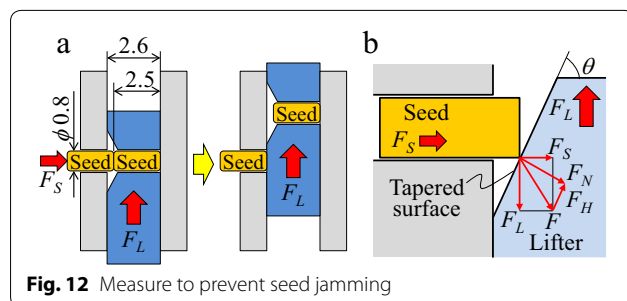 a
2.6
2.5
ϕ0.8
Seed Seed
F_S
F_L
Seed
Seed
F_L
b
θ
Seed
F_S
F_L
F_S
F_N
F_H
Tapered
surface
F_L
F
Lifter
Fig. 12 Measure to prevent seed jamming